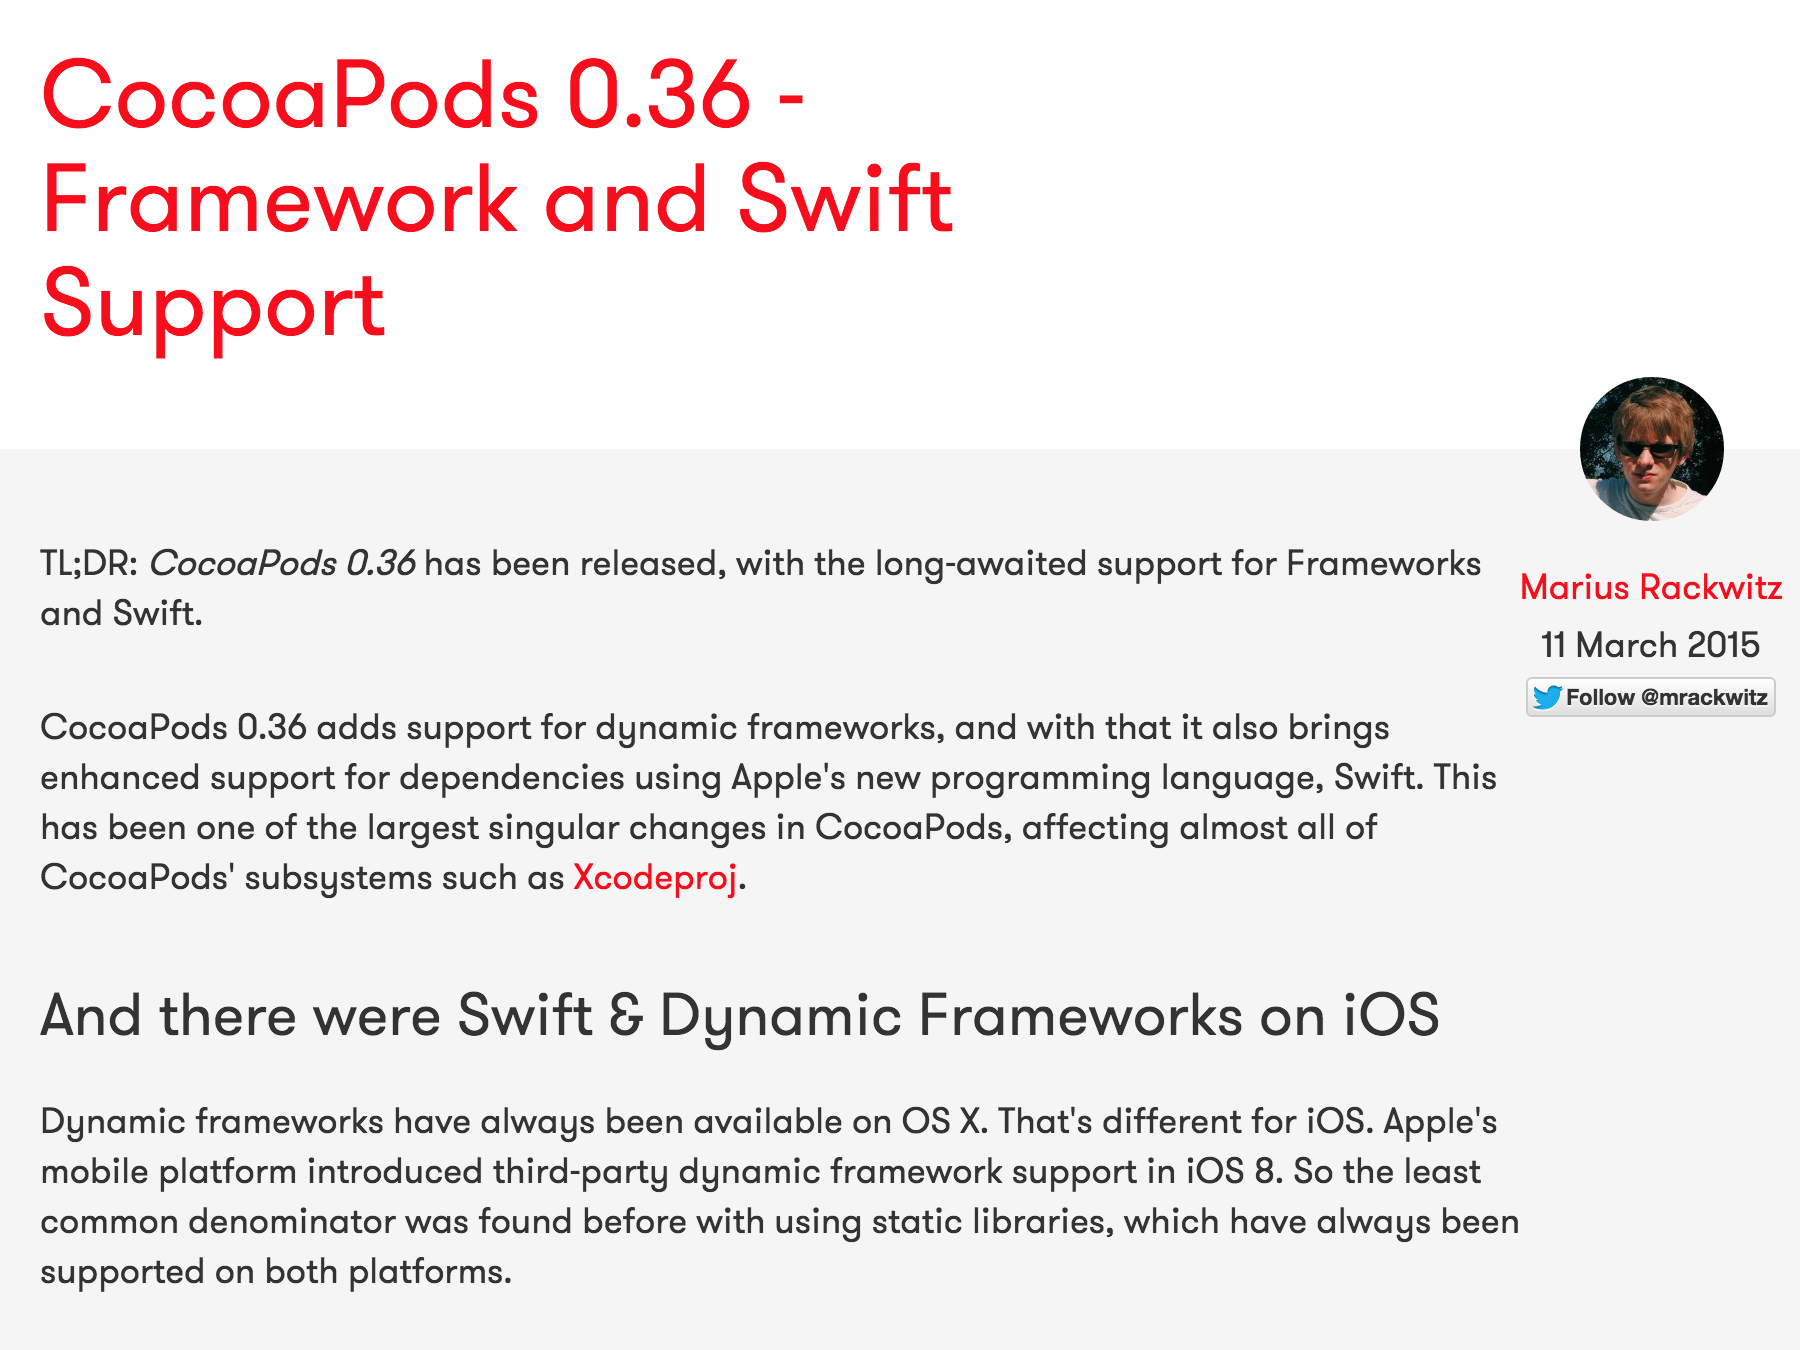 CocoaPods 0.36 -
Framework and Swift
Support
TL;DR: CocoaPods 0.36 has been released, with the long-awaited support for Frameworks
and Swift.
Marius Rackwitz
11 March 2015
Follow @mrackwitz
CocoaPods 0.36 adds support for dynamic frameworks, and with that it also brings
enhanced support for dependencies using Apple's new programming language, Swift. This
has been one of the largest singular changes in CocoaPods, affecting almost all of
CocoaPods' subsystems such as Xcodeproj.
And there were Swift & Dynamic Frameworks on iOS
Dynamic frameworks have always been available on OS X. That's different for iOS. Apple's
mobile platform introduced third-party dynamic framework support in iOS 8. So the least
common denominator was found before with using static libraries, which have always been
supported on both platforms.